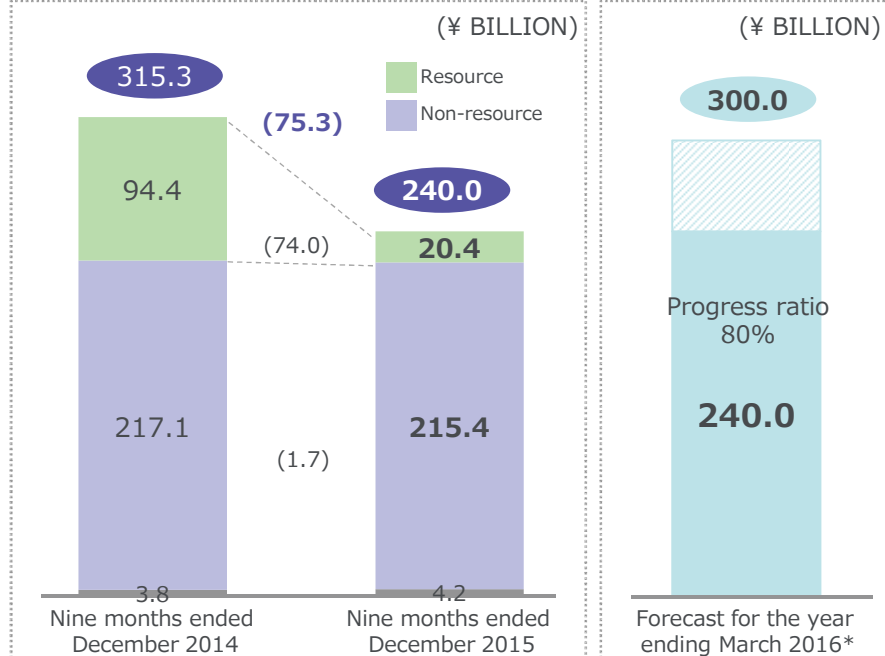 (¥ BILLION)
315.3
Resource
Non-resource
(75.3)
240.0
94.4
(74.0)
20.4
217.1
(1.7)
215.4
3.8
4.2
Nine months ended
December 2014
Nine months ended
December 2015
(¥ BILLION)
300.0
Progress ratio
80%
240.0
Forecast for the year
ending March 2016*